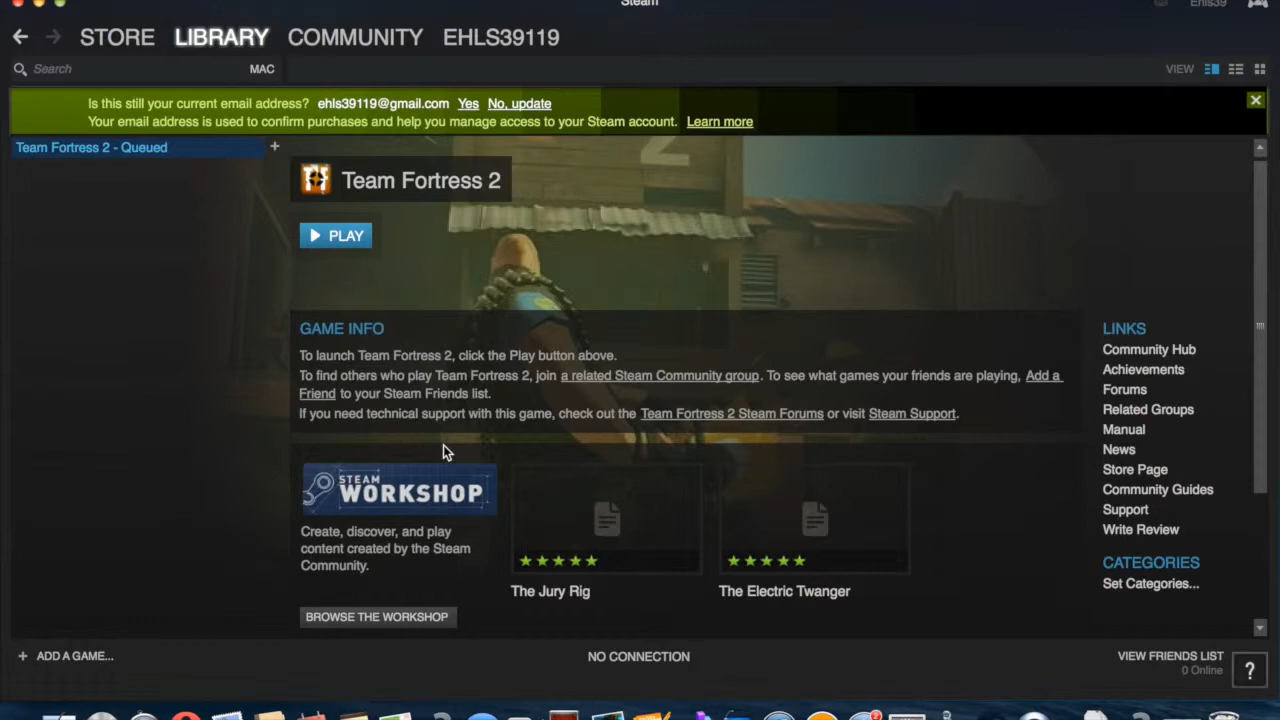 Steam
Ehls39
STORE LIBRARY COMMUNITY EHLS39119
Search MAC VIEW
Is this still your current email address? ehls39119@gmail.com Yes No, update
Your email address is used to confirm purchases and help you manage access to your Steam account. Learn more
Team Fortress 2 - Queued +
2
Team Fortress 2
PLAY
GAME INFO
To launch Team Fortress 2, click the Play button above.
To find others who play Team Fortress 2, join a related Steam Community group. To see what games your friends are playing, Add a
Friend to your Steam Friends list.
If you need technical support with this game, check out the Team Fortress 2 Steam Forums or visit Steam Support.
STEAM
WORKSHOP
Create, discover, and play
content created by the Steam
Community.
BROWSE THE WORKSHOP
The Jury Rig
The Electric Twanger
LINKS
Community Hub
Achievements
Forums
Related Groups
Manual
News
Store Page
Community Guides
Support
Write Review
CATEGORIES
Set Categories...
+ ADD A GAME...
NO CONNECTION
VIEW FRIENDS LIST
0 Online
?
2